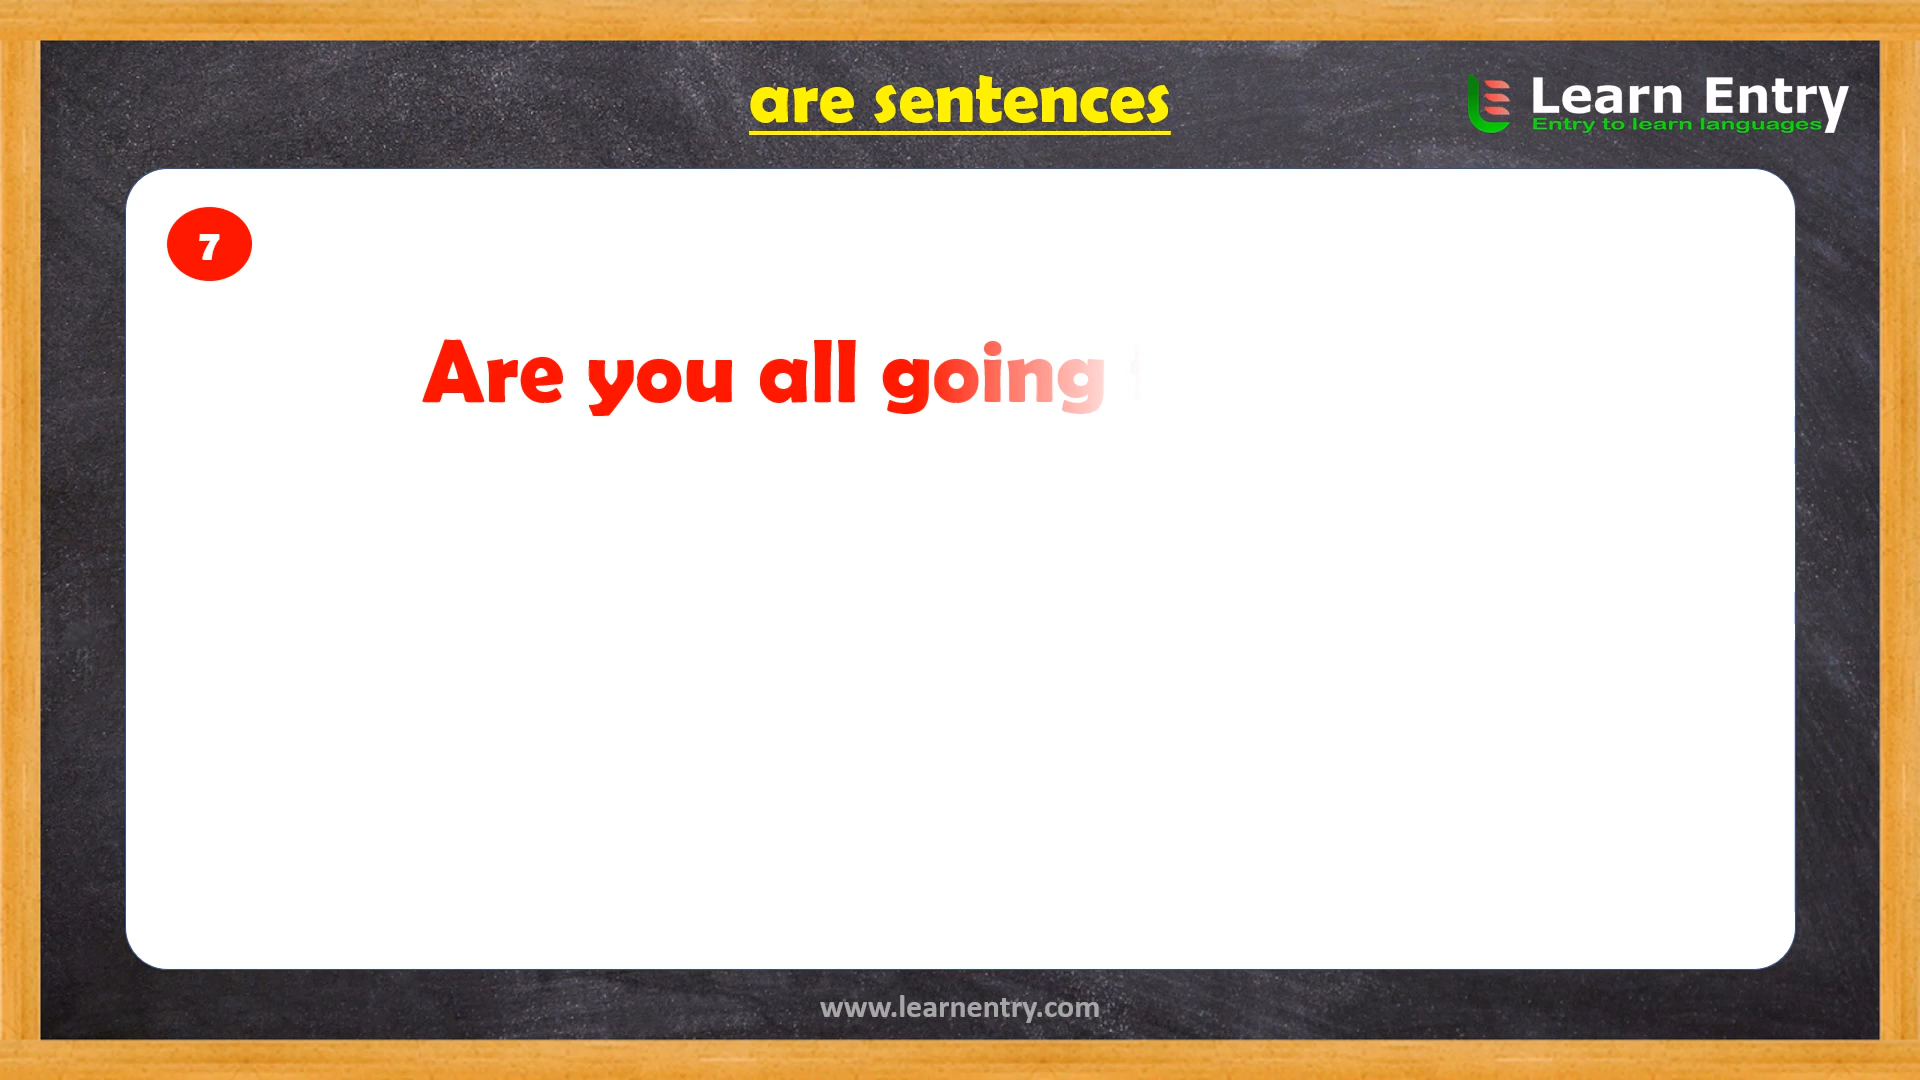 are sentences
Learn Entry
Entry to learn languages
7
Are you all going
www.learnentry.com